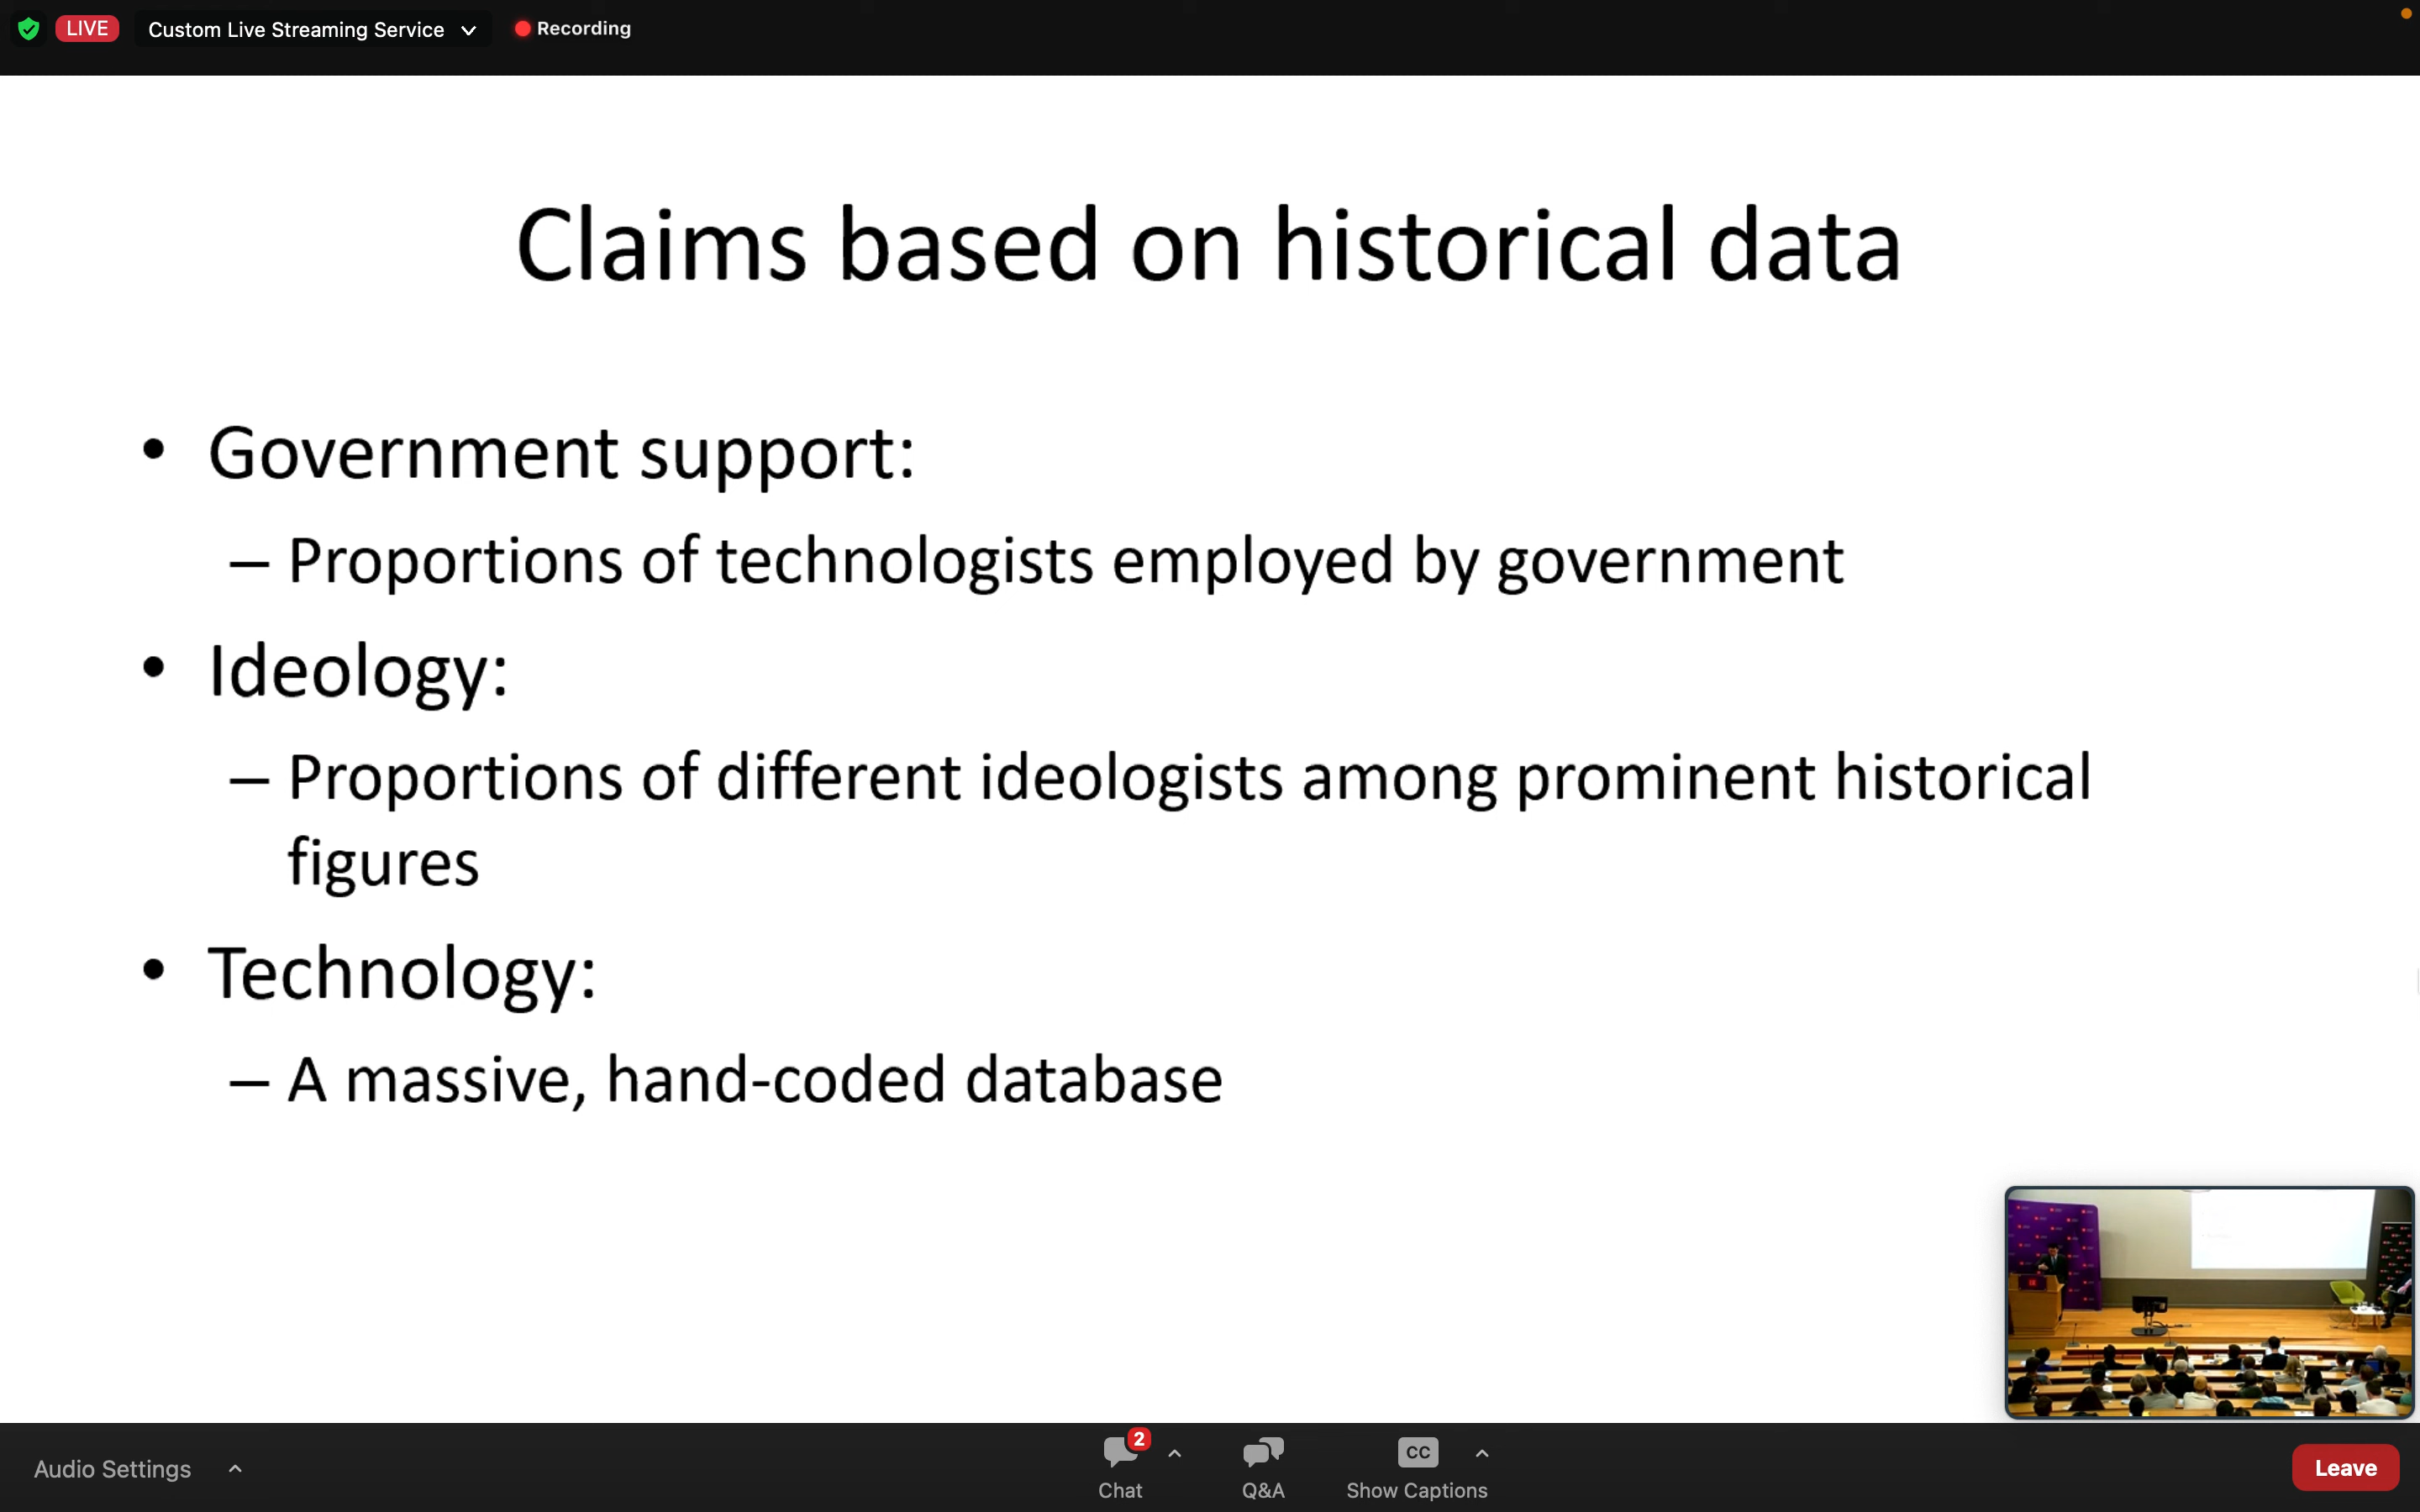 LIVE Custom Live Streaming Service Recording
Claims based on historical data
• Government support:
– Proportions of technologists employed by government
• Ideology:
– Proportions of different ideologists among prominent historical
figures
• Technology:
– A massive, hand-coded database
Audio Settings
2
CC
Chat Q&A Show Captions
Leave